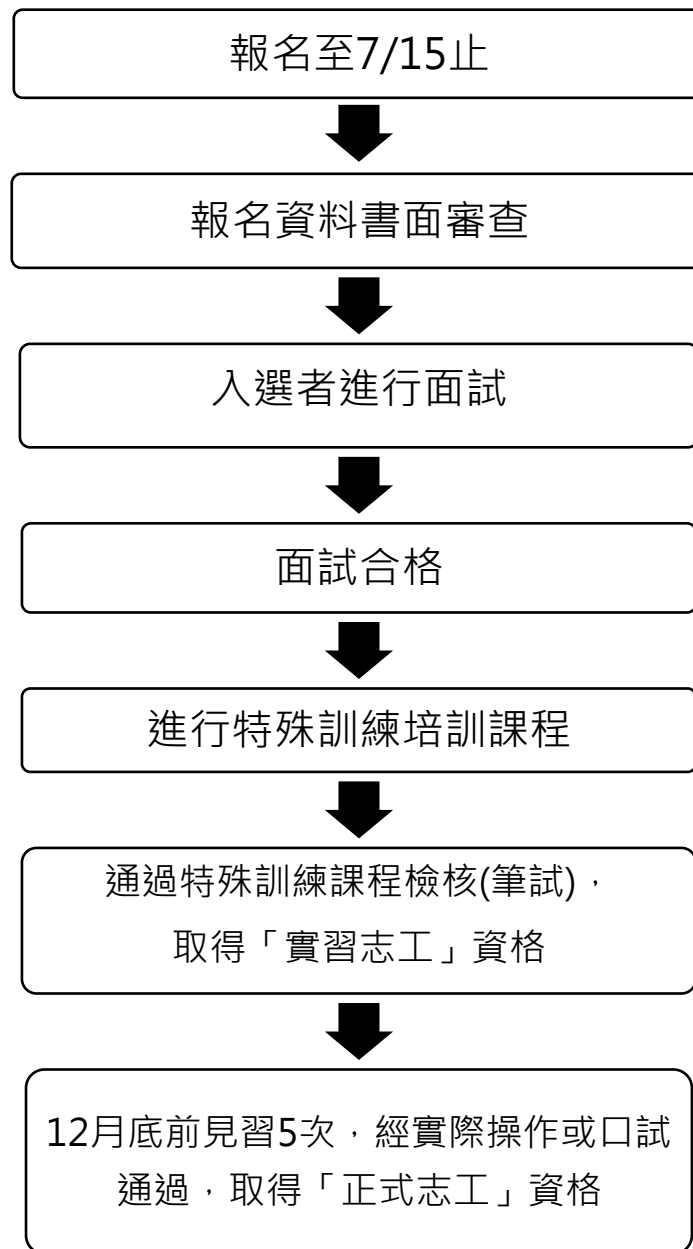 報名至7/15止
報名資料書面審查
入選者進行面試
面試合格
進行特殊訓練培訓課程
通過特殊訓練課程檢核(筆試)，
取得「實習志工」資格
12月底前見習5次，經實際操作或口試
通過，取得「正式志工」資格